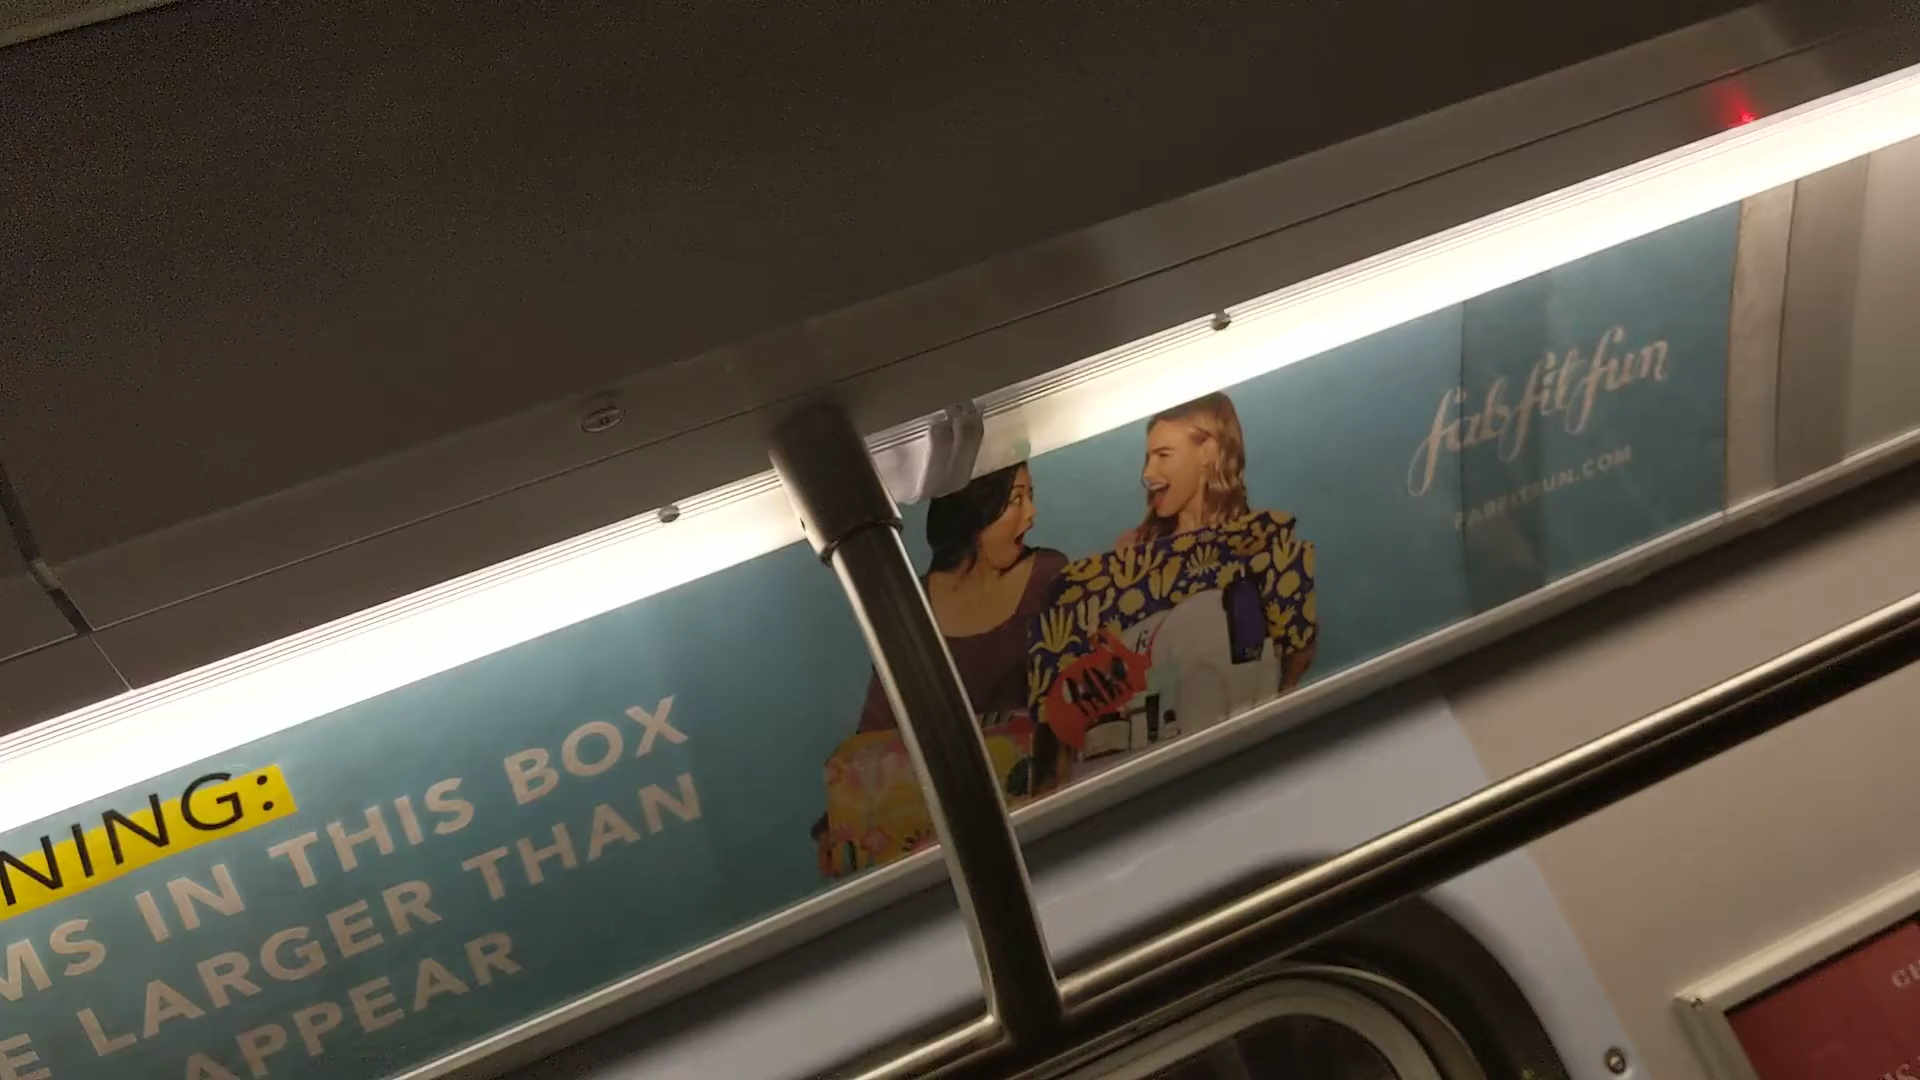 NING:
MS IN THIS BOX
E LARGER THAN
APPEAR
fabfitfun
FABFITFUN.COM